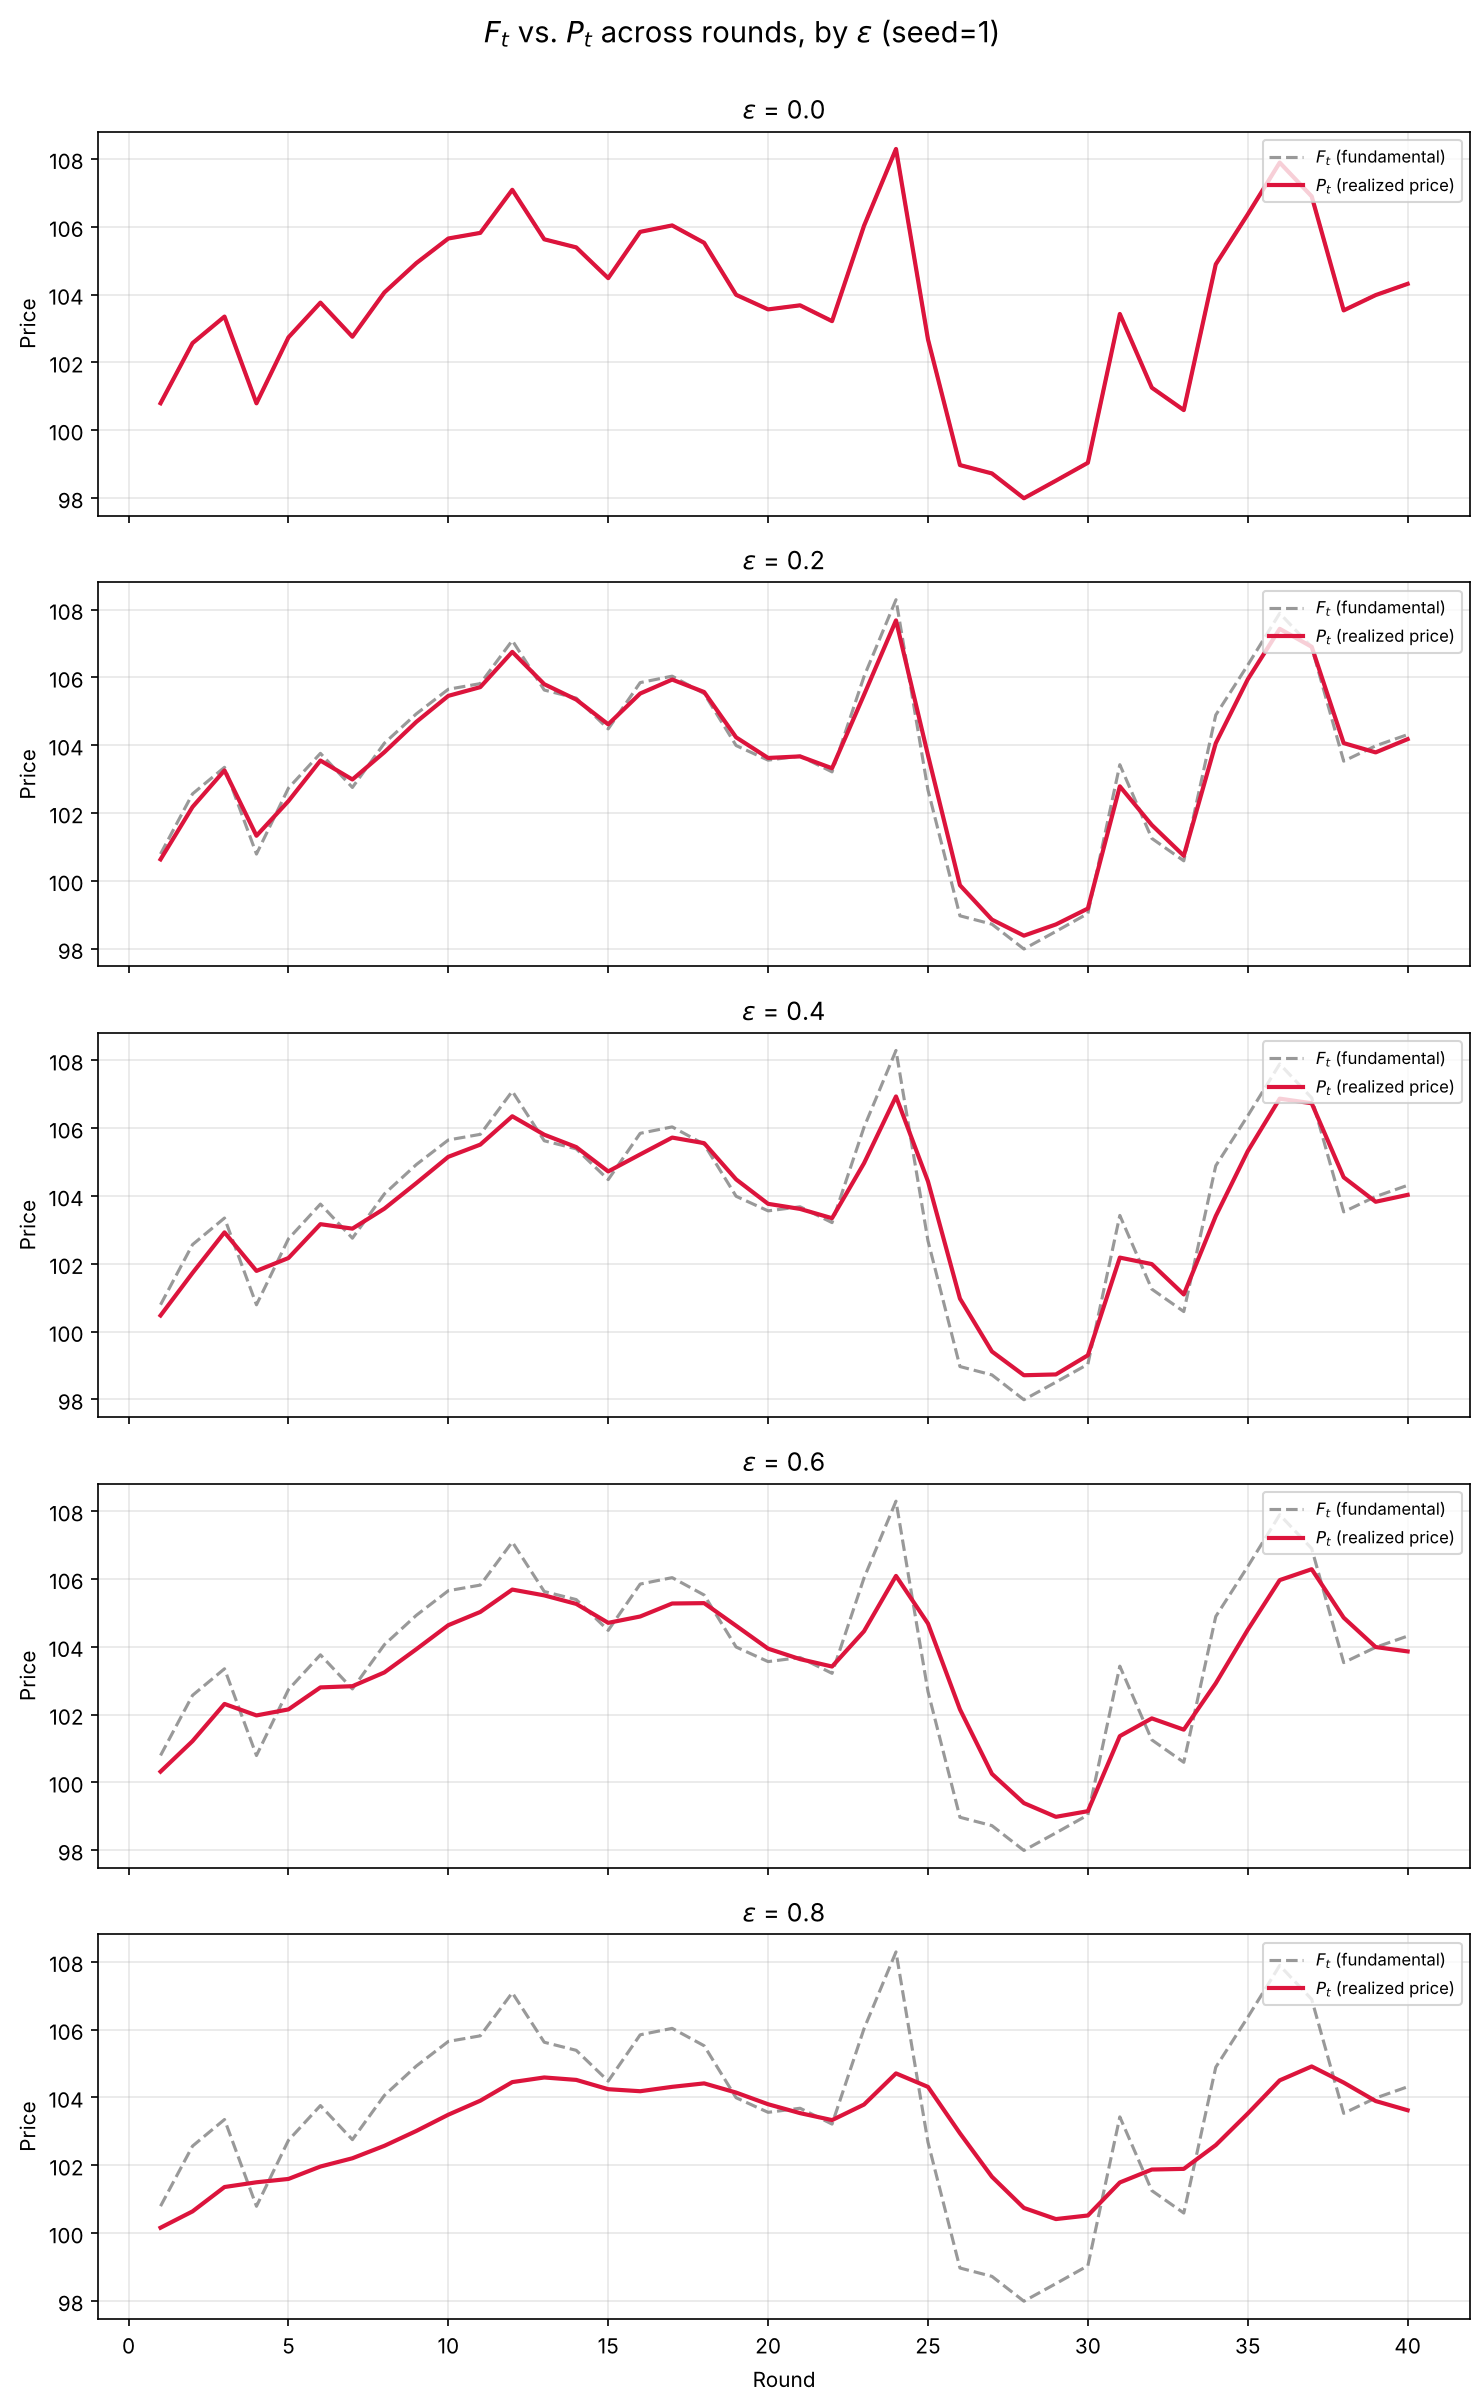 F_t vs. P_t across rounds, by ε (seed=1)
ε = 0.0
108
106
104
102
100
98
Price
F_t (fundamental)
P_t (realized price)
ε = 0.2
108
106
104
102
100
98
Price
F_t (fundamental)
P_t (realized price)
ε = 0.4
108
106
104
102
100
98
Price
F_t (fundamental)
P_t (realized price)
ε = 0.6
108
106
104
102
100
98
Price
F_t (fundamental)
P_t (realized price)
ε = 0.8
108
106
104
102
100
98
Price
F_t (fundamental)
P_t (realized price)
0 5 10 15 20 25 30 35 40
Round